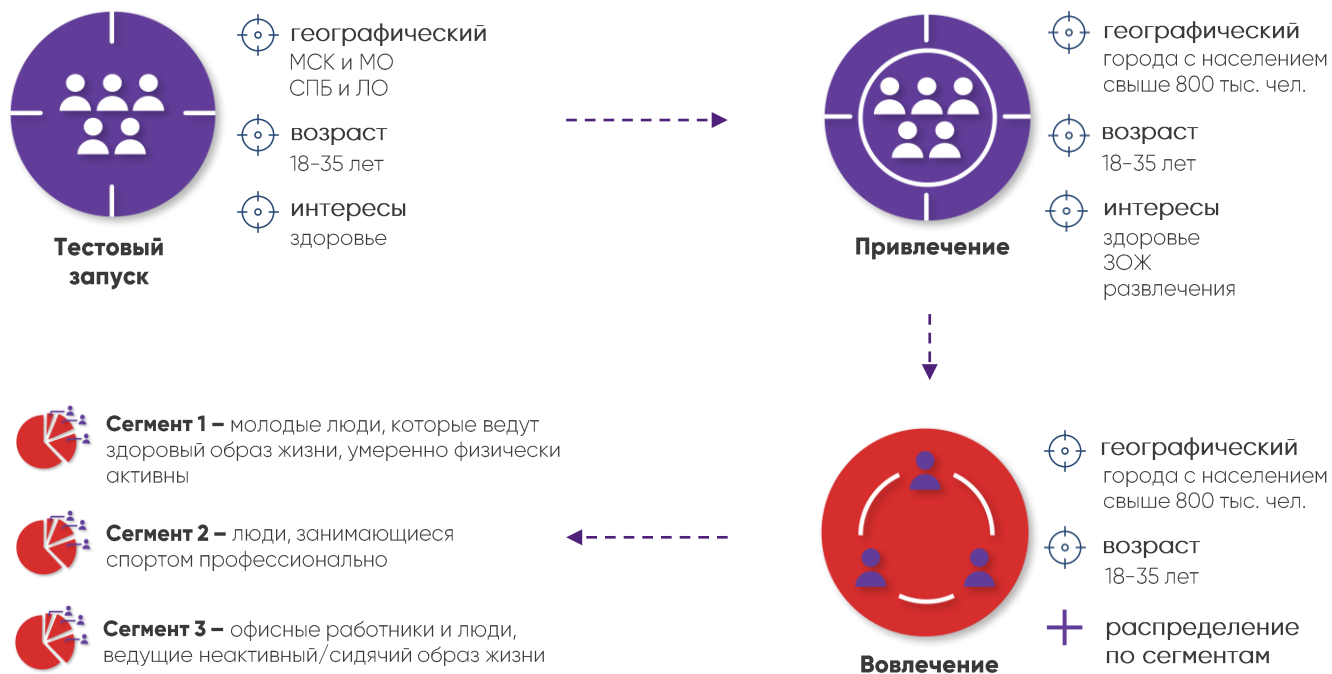 географический
МСК и МО
СПБ и ЛО
возраст
18-35 лет
интересы
здоровье
Тестовый
запуск
географический
города с населением
свыше 800 тыс. чел.
возраст
18-35 лет
интересы
здоровье
ЗОЖ
развлечения
Привлечение
географический
города с населением
свыше 800 тыс. чел.
возраст
18-35 лет
распределение
по сегментам
Вовлечение
Сегмент 1 – молодые люди, которые ведут
здоровый образ жизни, умеренно физически
активны
Сегмент 2 – люди, занимающиеся
спортом профессионально
Сегмент 3 – офисные работники и люди,
ведущие неактивный/сидячий образ жизни